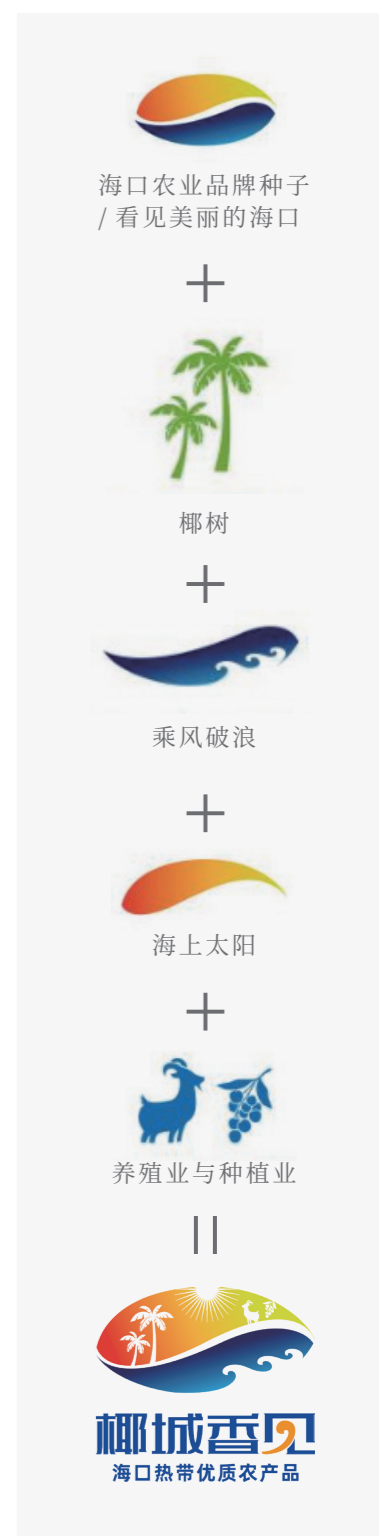 海口农业品牌种子
/ 看见美丽的海口
+
椰树
+
乘风破浪
+
海上太阳
+
养殖业与种植业
=
椰城香见
海口热带优质农产品